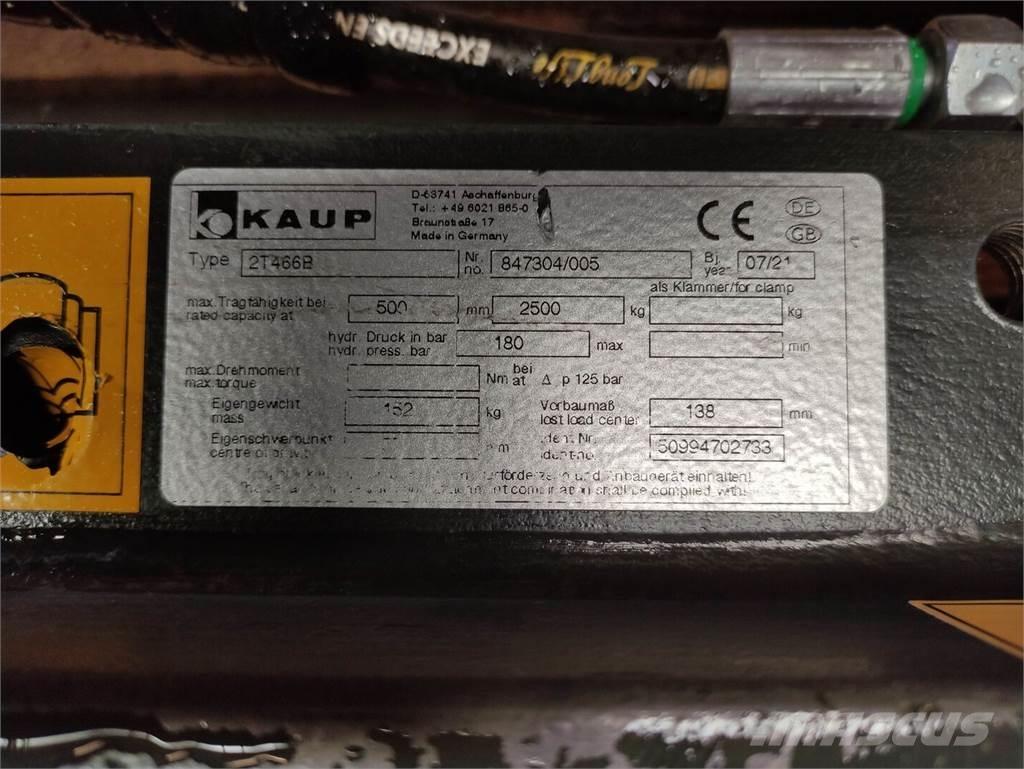 EXCEEDS EN
LongLife
KAUP
D-63741 Aschaffenburg
Tel.: +49 6021 865-0
Braunstraße 17
Made in Germany
CE
DE
GB
Type 2T466B Nr. no. 847304/005 Bj. year 07/21
als Klammer/for clamp
max. Tragfähigkeit bei
rated capacity at 500 mm 2500 kg kg
hydr. Druck in bar
hydr. press. bar 180 max min
max. Drehmoment
max. torque Nm bei at Δ p 125 bar
Eigengewicht
mass 152 kg Vorbaumaß
lost load center 138 mm
Eigenschwerpunkt
centre of mm Ident. Nr.
ident-no. 50994702733
und Anbaugerät einhalten!
combination shall be complied with
MASCUS